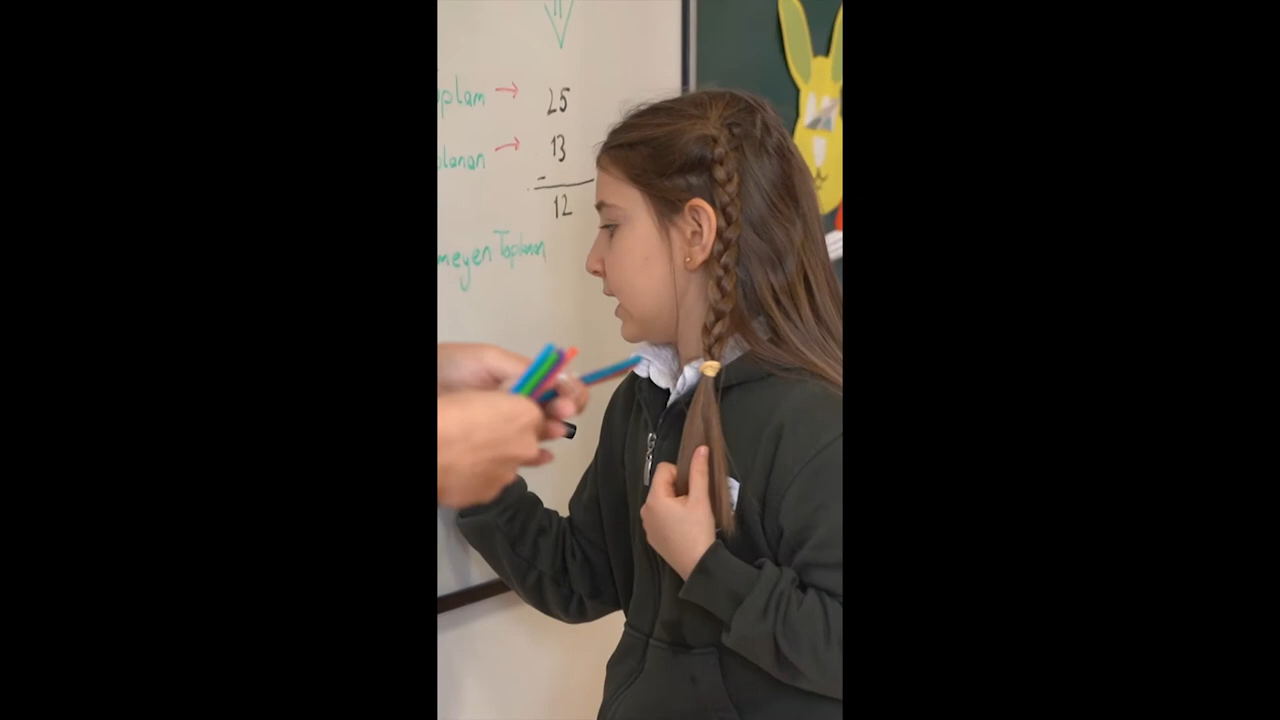 plam → 25
lanan → 13
-
12
meyen Toplanan